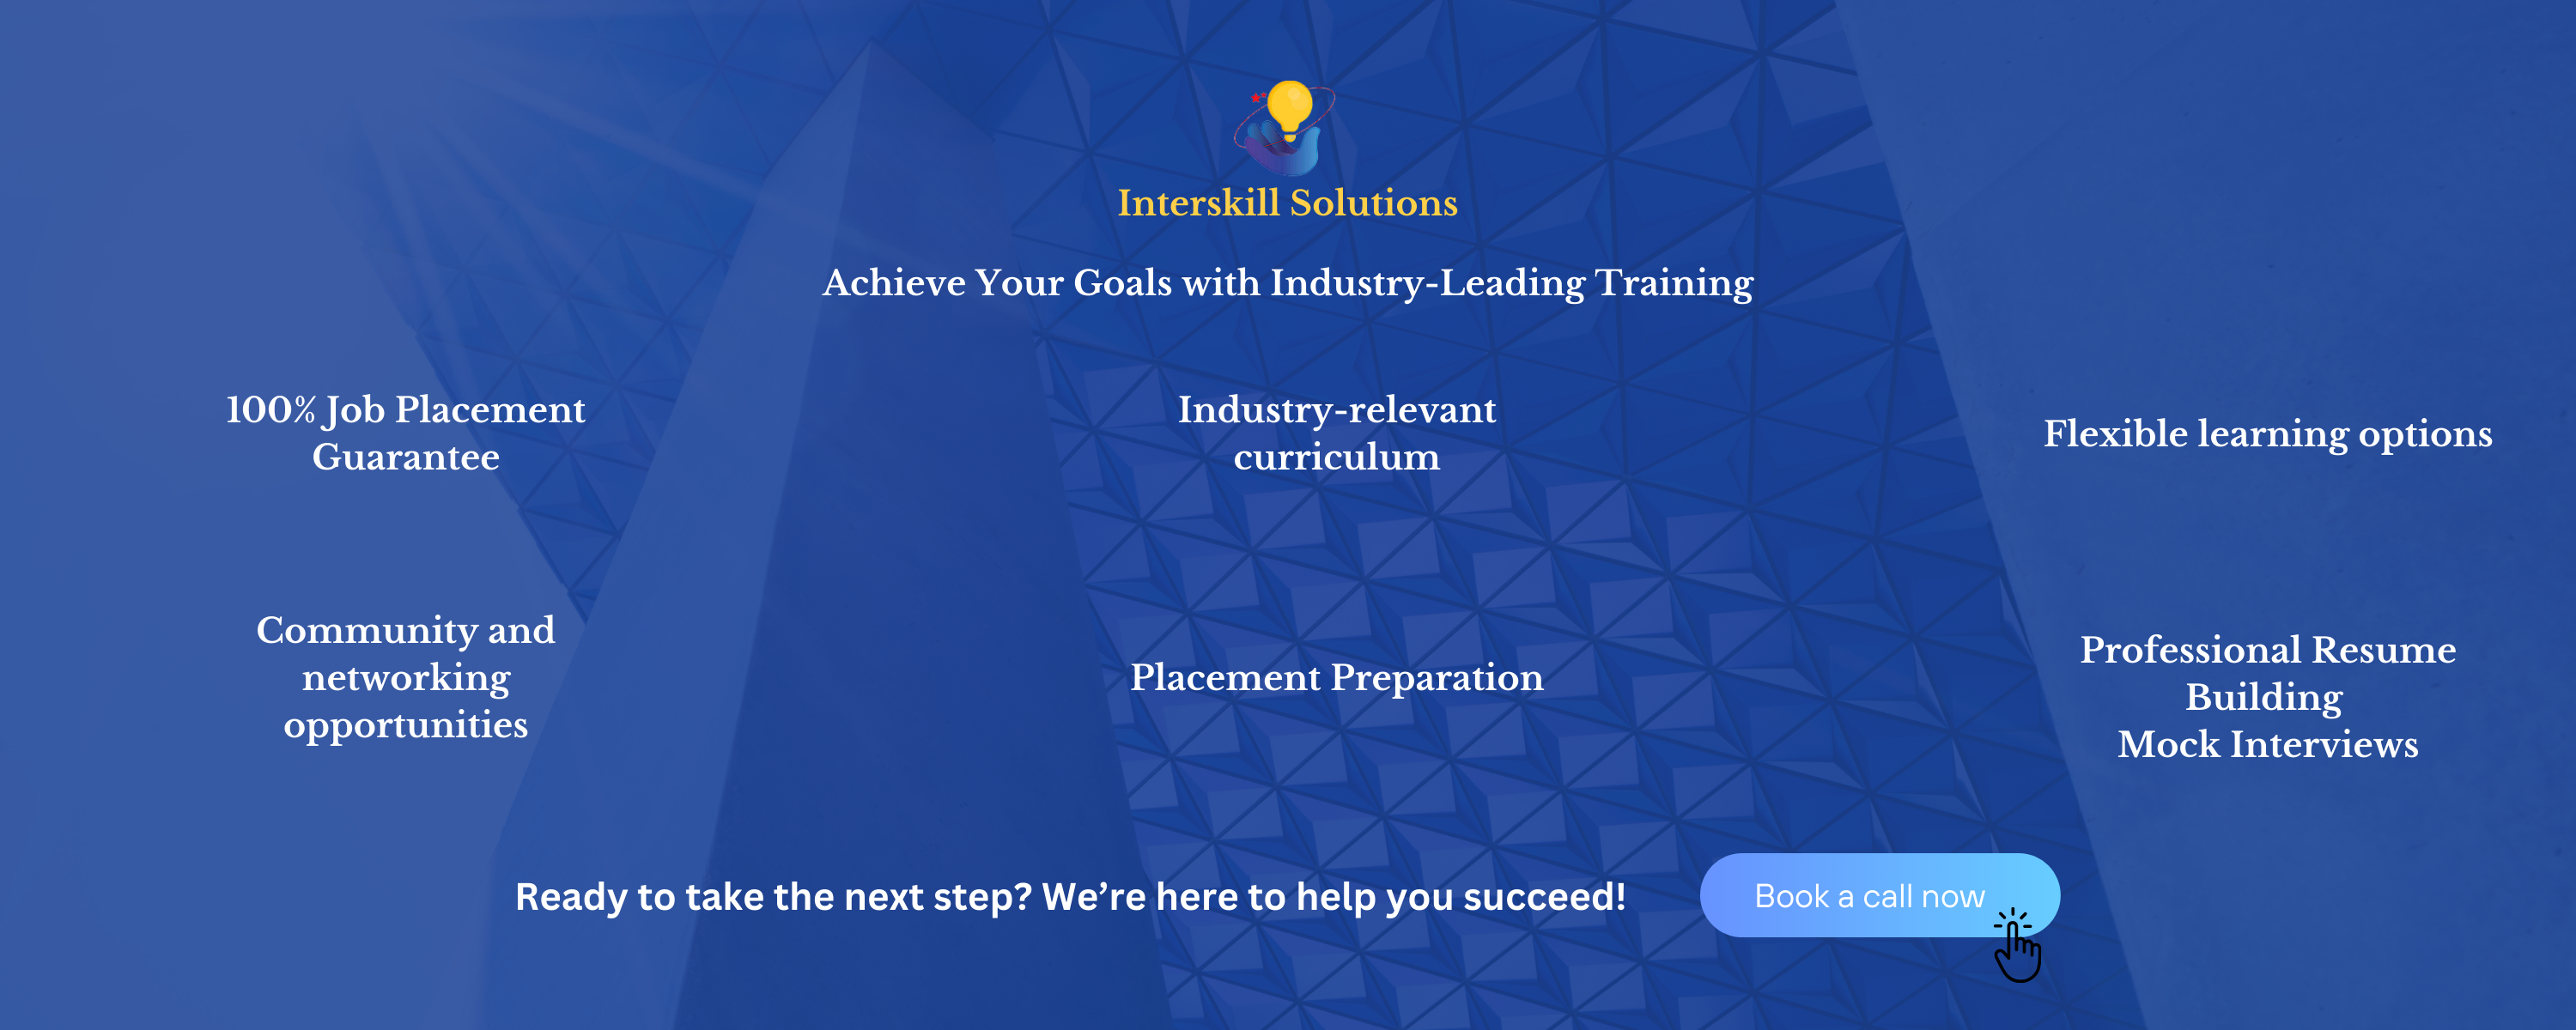 Interskill Solutions
Achieve Your Goals with Industry-Leading Training
100% Job Placement
Guarantee
Industry-relevant
curriculum
Flexible learning options
Community and
networking
opportunities
Placement Preparation
Professional Resume
Building
Mock Interviews
Ready to take the next step? We’re here to help you succeed!
Book a call now